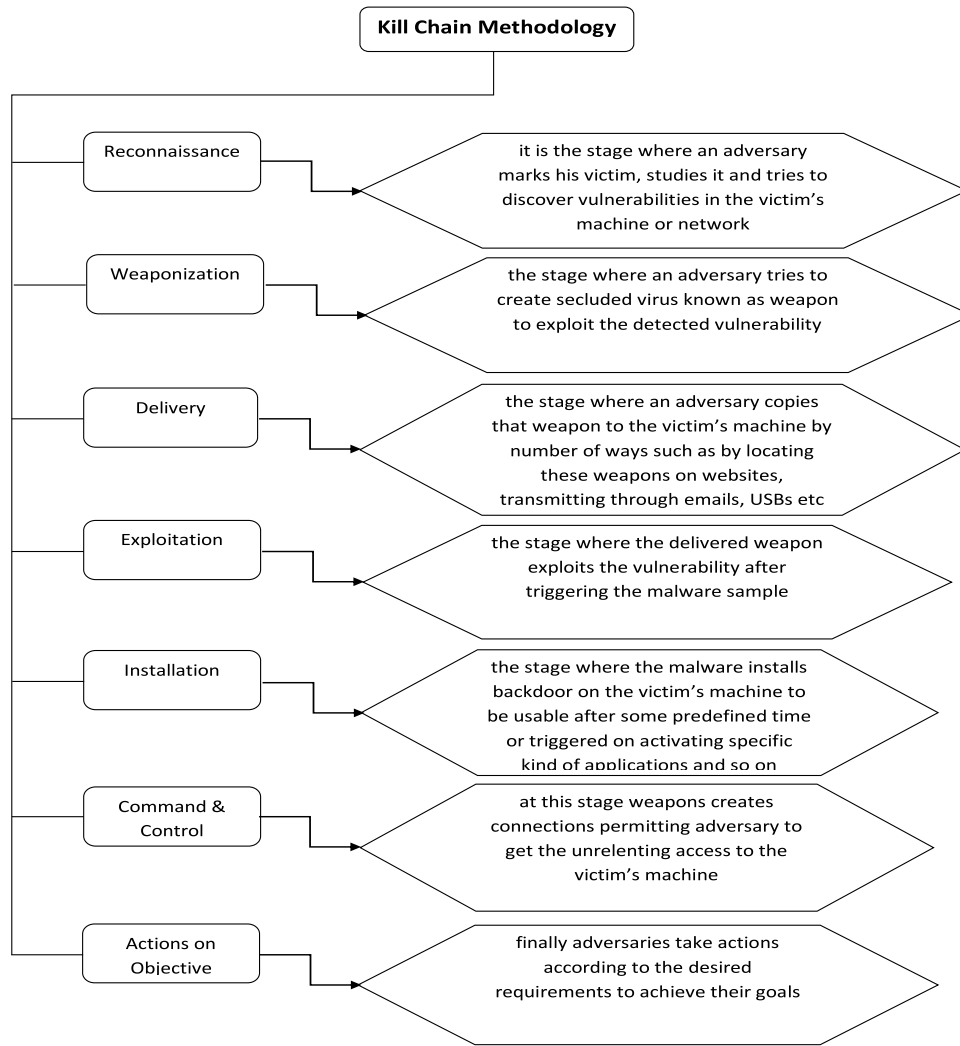 Kill Chain Methodology
Reconnaissance
it is the stage where an adversary
marks his victim, studies it and tries to
discover vulnerabilities in the victim’s
machine or network
Weaponization
the stage where an adversary tries to
create secluded virus known as weapon
to exploit the detected vulnerability
Delivery
the stage where an adversary copies
that weapon to the victim’s machine by
number of ways such as by locating
these weapons on websites,
transmitting through emails, USBs etc
Exploitation
the stage where the delivered weapon
exploits the vulnerability after
triggering the malware sample
Installation
the stage where the malware installs
backdoor on the victim’s machine to
be usable after some predefined time
or triggered on activating specific
kind of applications and so on
Command &
Control
at this stage weapons creates
connections permitting adversary to
get the unrelenting access to the
victim’s machine
Actions on
Objective
finally adversaries take actions
according to the desired
requirements to achieve their goals